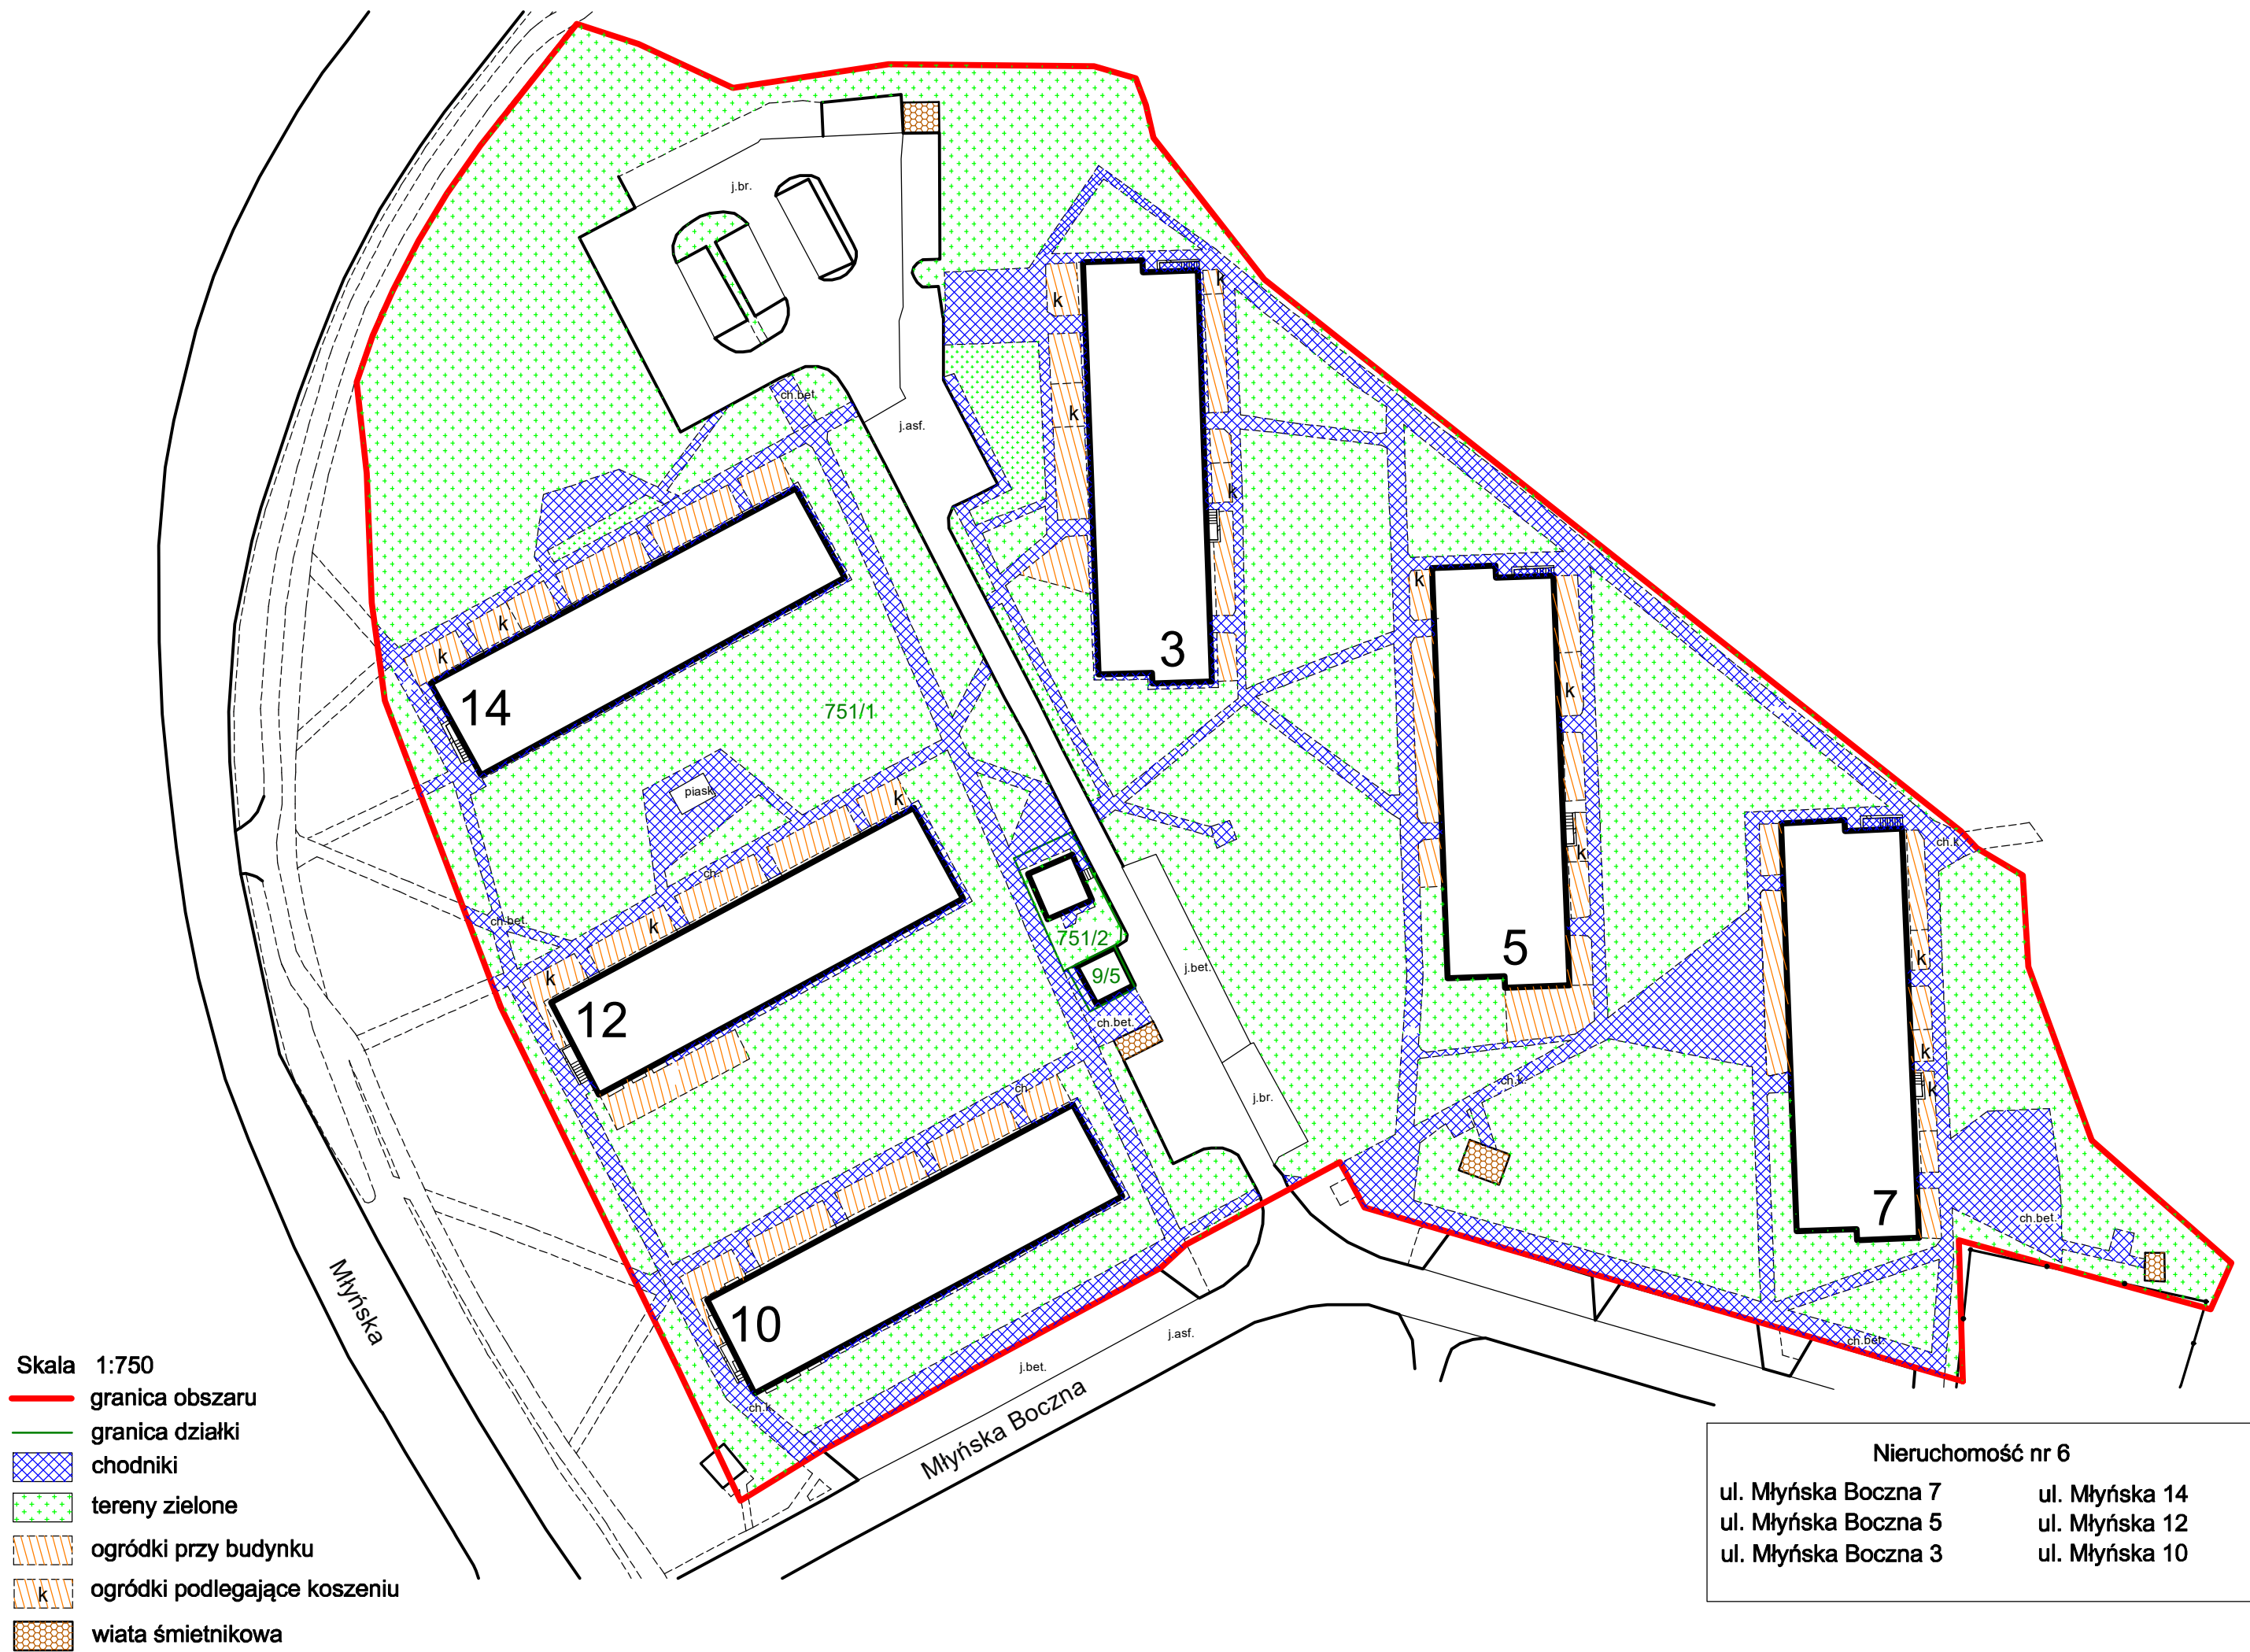 j.br.
k
k
k
ch.bet.
j.asf.
k
k
k
k
3
14
751/1
k
piask.
k
k
ch.
ch.k.
k
ch.bet.
k
k
751/2
5
j.bet.
9/5
12
ch.bet.
k
ch.k.
ch.
j.br.
k
7
ch.bet.
10
Młyńska
j.asf.
ch.bet.
j.bet.
ch.k.
Młyńska Boczna
Skala 1:750
granica obszaru
granica działki
chodniki
tereny zielone
ogródki przy budynku
k
ogródki podlegające koszeniu
wiata śmietnikowa
Nieruchomość nr 6
ul. Młyńska Boczna 7
ul. Młyńska 14
ul. Młyńska Boczna 5
ul. Młyńska 12
ul. Młyńska Boczna 3
ul. Młyńska 10